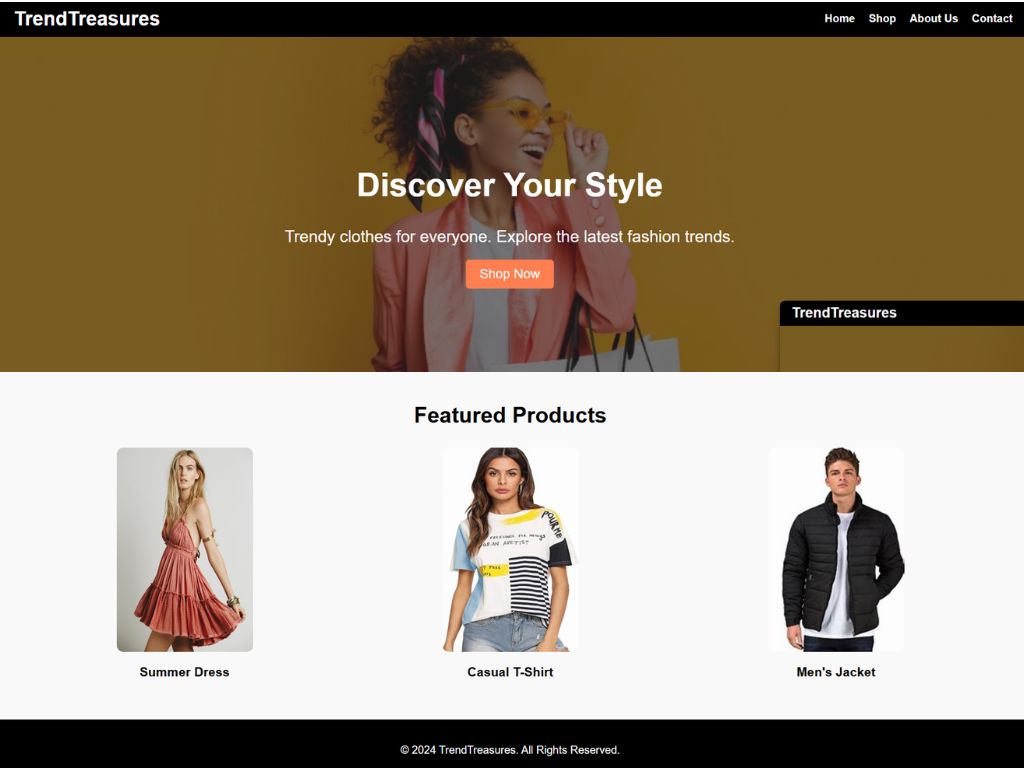 TrendTreasures
Home Shop About Us Contact
Discover Your Style
Trendy clothes for everyone. Explore the latest fashion trends.
Shop Now
TrendTreasures
Featured Products
Summer Dress
Casual T-Shirt
Men's Jacket
© 2024 TrendTreasures. All Rights Reserved.